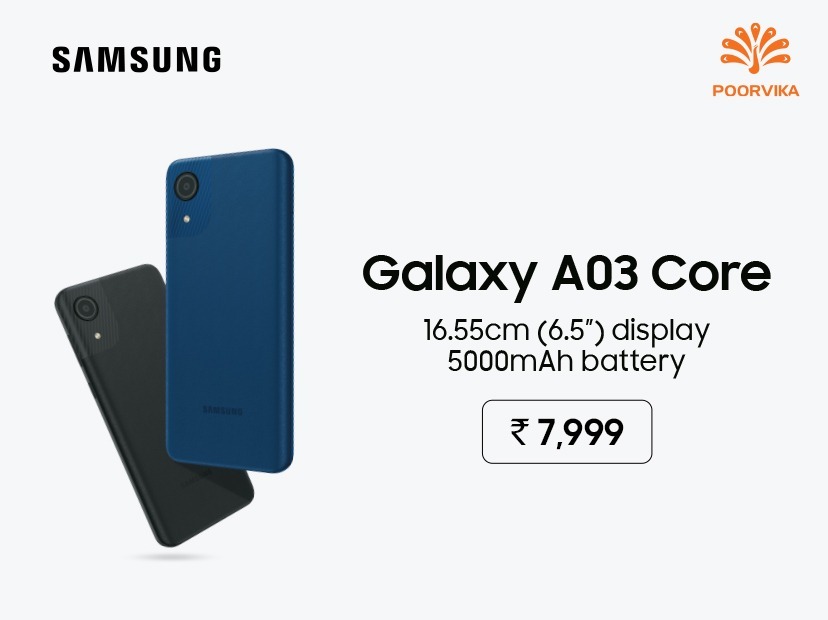 SAMSUNG
POORVIKA
Galaxy A03 Core
16.55cm (6.5") display
5000mAh battery
₹ 7,999
SAMSUNG